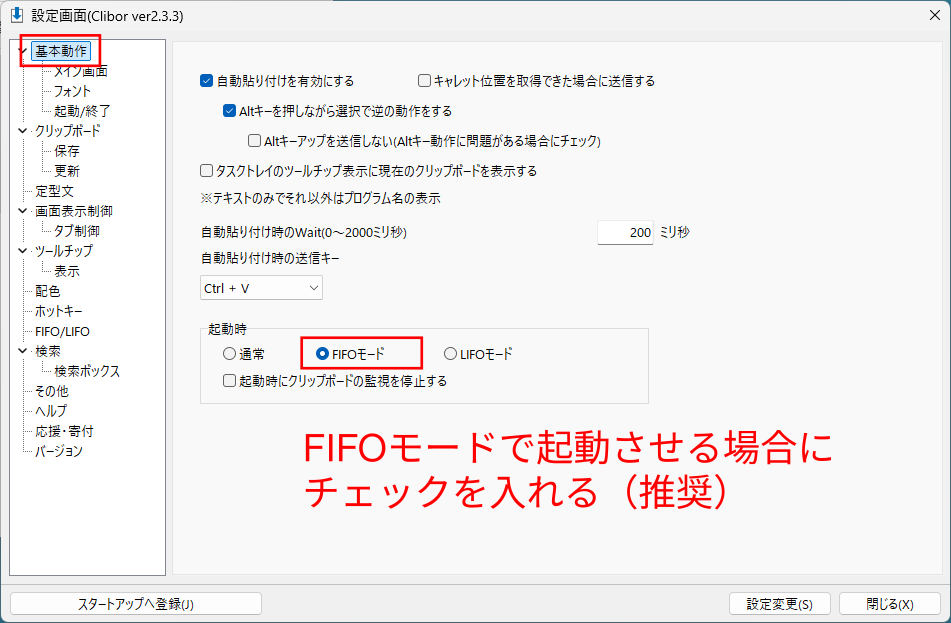 設定画面(Clibor ver2.3.3)
基本動作
メイン画面
フォント
起動/終了
クリップボード
保存
更新
定型文
画面表示制御
タブ制御
ツールチップ
表示
配色
ホットキー
FIFO/LIFO
検索
検索ボックス
その他
ヘルプ
応援・寄付
バージョン
自動貼り付けを有効にする
キャレット位置を取得できた場合に送信する
Altキーを押しながら選択で逆の動作をする
Altキーアップを送信しない(Altキー動作に問題がある場合にチェック)
タスクトレイのツールチップ表示に現在のクリップボードを表示する
※テキストのみでそれ以外はプログラム名の表示
自動貼り付け時のWait(0～2000ミリ秒) 200 ミリ秒
自動貼り付け時の送信キー
Ctrl + V
起動時
通常 FIFOモード LIFOモード
起動時にクリップボードの監視を停止する
FIFOモードで起動させる場合に
チェックを入れる（推奨）
スタートアップへ登録(J) 設定変更(S) 閉じる(X)